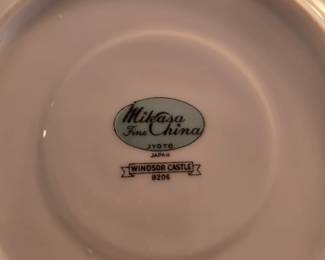 Mikasa
Fine China
JYOTO
JAPAN
WINDSOR CASTLE
8206